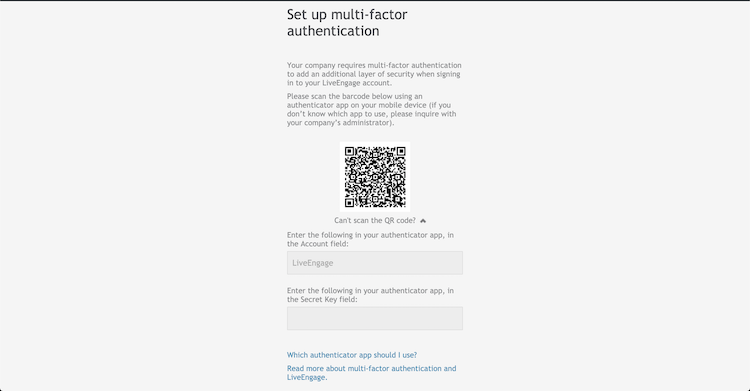 Set up multi-factor
authentication
Your company requires multi-factor authentication
to add an additional layer of security when signing
in to your LiveEngage account.
Please scan the barcode below using an
authenticator app on your mobile device (if you
don't know which app to use, please inquire with
your company's administrator).
Can't scan the QR code?
Enter the following in your authenticator app, in
the Account field:
LiveEngage
Enter the following in your authenticator app, in
the Secret Key field:
Which authenticator app should I use?
Read more about multi-factor authentication and
LiveEngage.